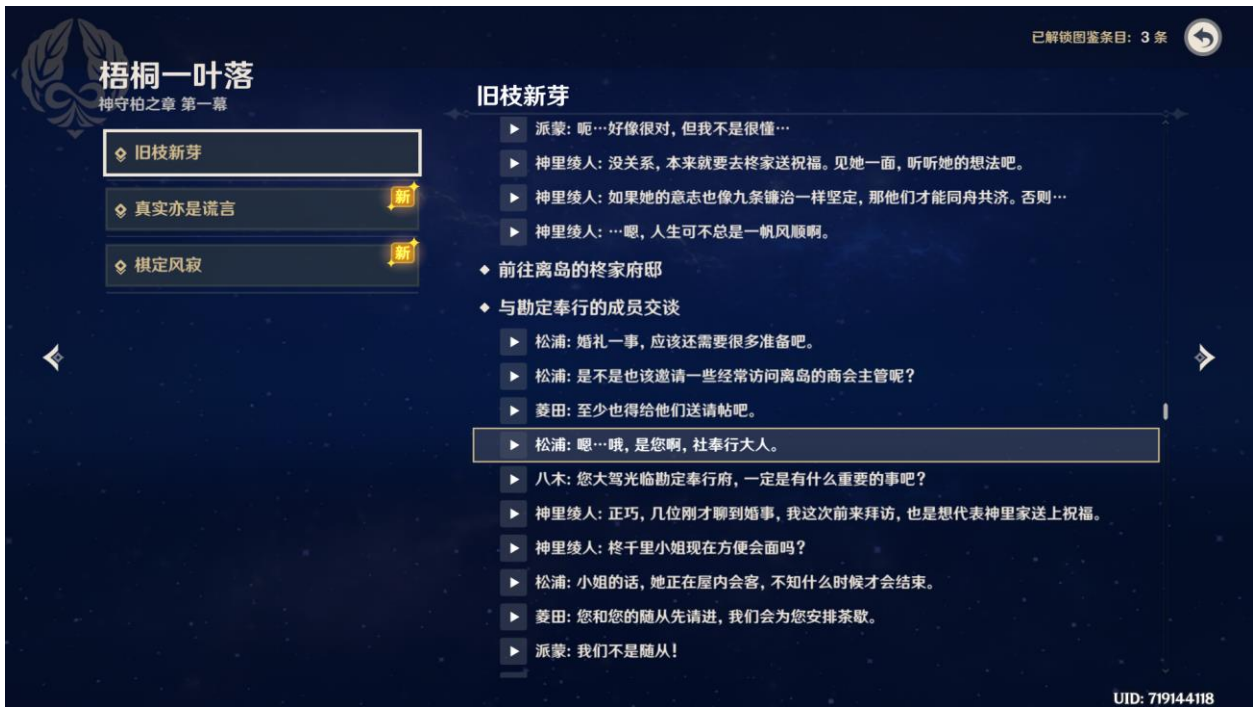 已解锁图鉴条目: 3 条
梧桐一叶落
神守柏之章 第一幕
旧枝新芽
真实亦是谎言
新
棋定风寂
新
旧枝新芽
派蒙: 呃…好像很对, 但我不是很懂…
神里绫人: 没关系, 本来就要去柊家送祝福。见她一面, 听听她的想法吧。
神里绫人: 如果她的意志也像九条镰治一样坚定, 那他们才能同舟共济。否则…
神里绫人: …嗯, 人生可不总是一帆风顺啊。
前往离岛的柊家府邸
与勘定奉行的成员交谈
松浦: 婚礼一事, 应该还需要很多准备吧。
松浦: 是不是也该邀请一些经常访问离岛的商会主管呢?
菱田: 至少也得给他们送请帖吧。
松浦: 嗯…哦, 是您啊, 社奉行大人。
八木: 您大驾光临勘定奉行府, 一定是有什么重要的事吧?
神里绫人: 正巧, 几位刚才聊到婚事, 我这次前来拜访, 也是想代表神里家送上祝福。
神里绫人: 柊千里小姐现在方便会面吗?
松浦: 小姐的话, 她正在屋内会客, 不知什么时候才会结束。
菱田: 您和您的随从先请进, 我们会为您安排茶歇。
派蒙: 我们不是随从!
UID: 719144118